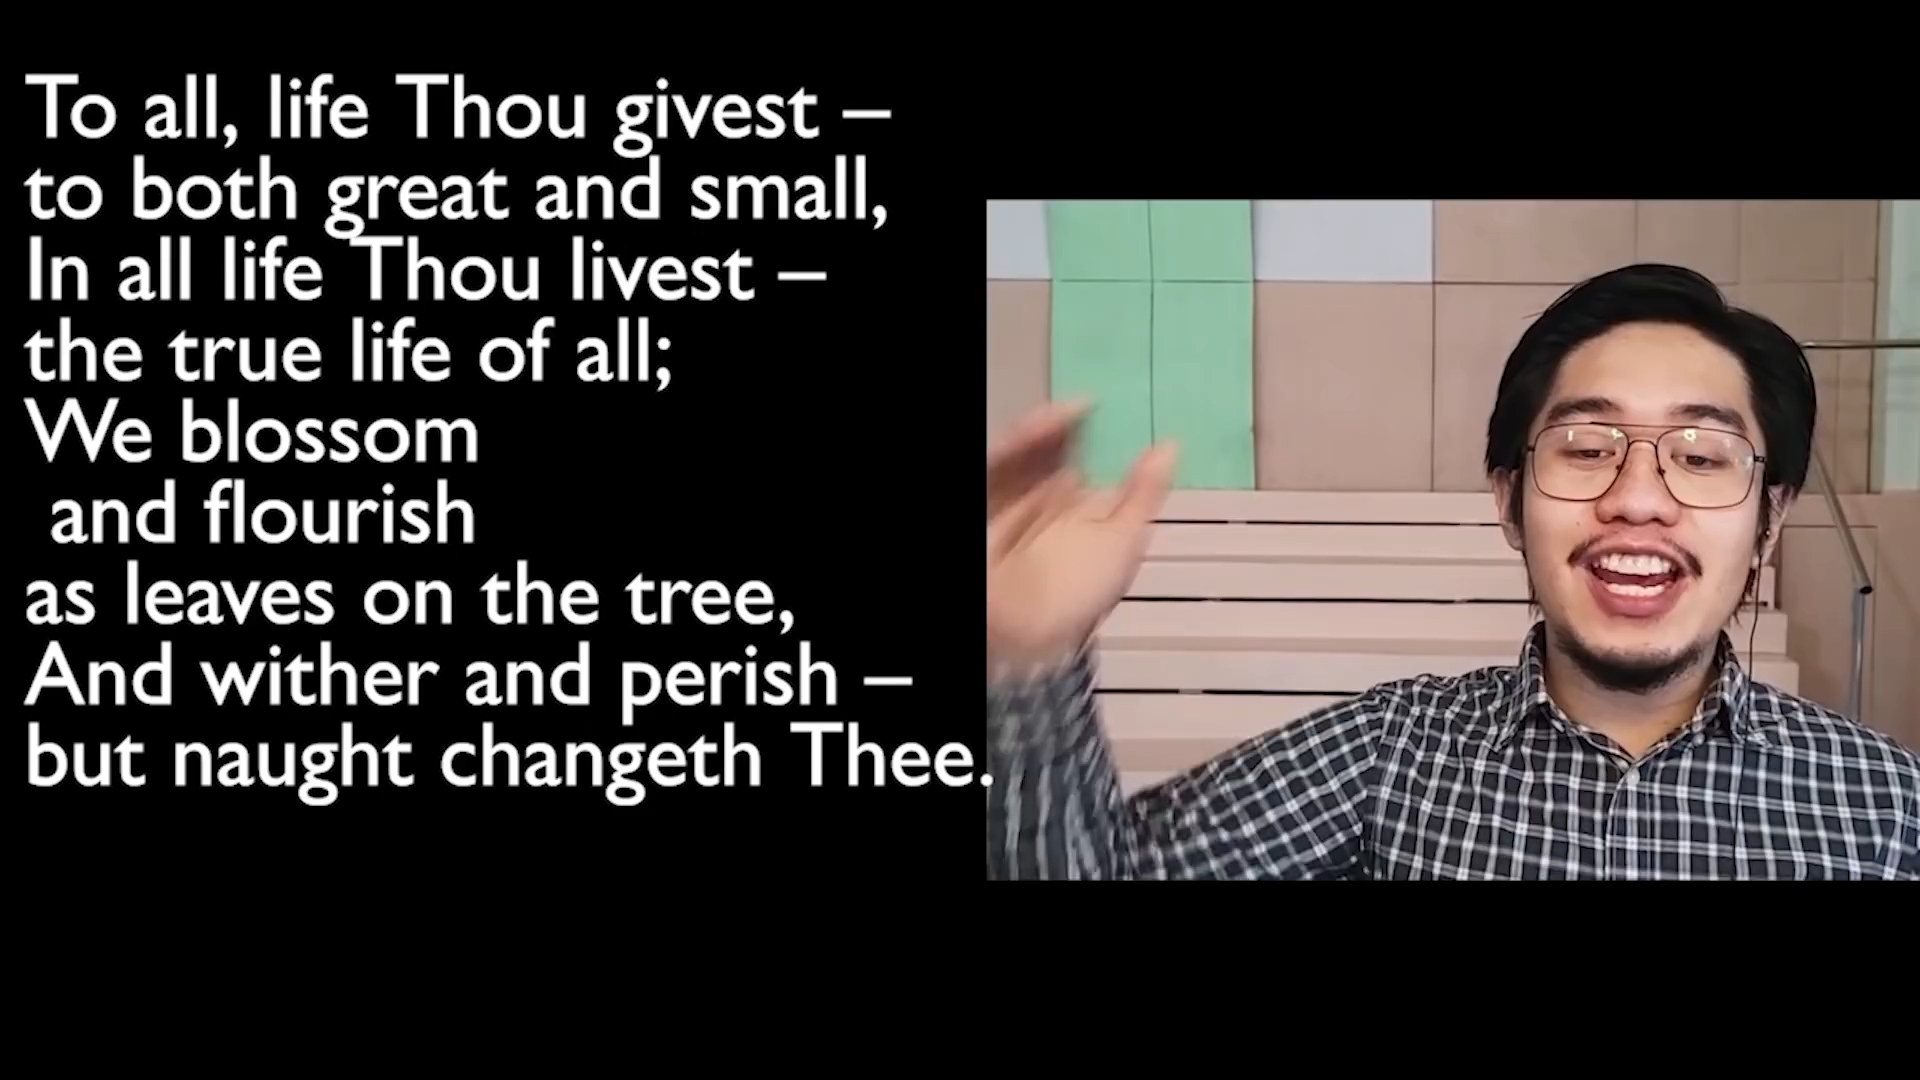 To all, life Thou givest –
to both great and small,
In all life Thou livest –
the true life of all;
We blossom
and flourish
as leaves on the tree,
And wither and perish –
but naught changeth Thee.